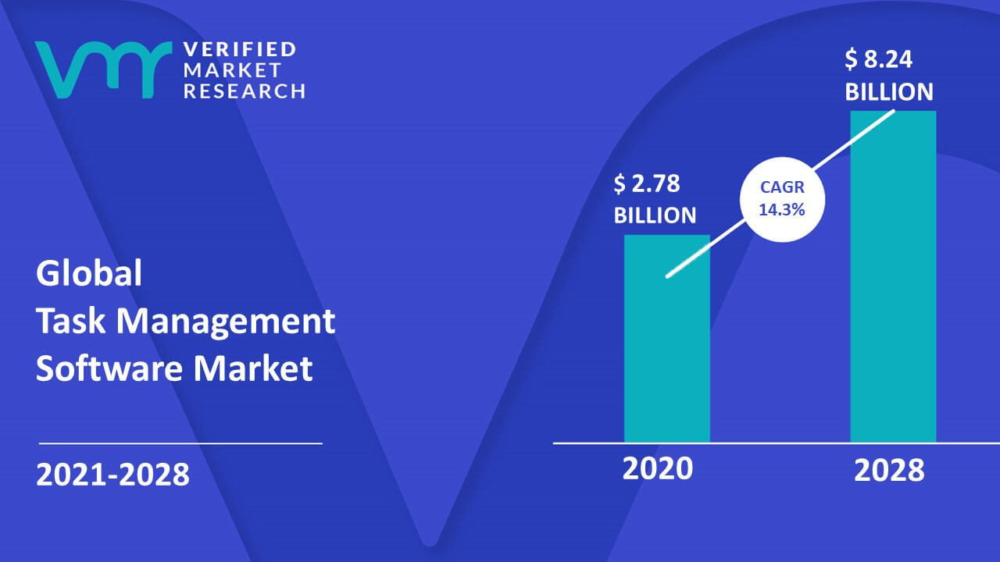 vmr
VERIFIED
MARKET
RESEARCH
$ 8.24
BILLION
$ 2.78
BILLION
CAGR
14.3%
Global
Task Management
Software Market
2021-2028
2020
2028